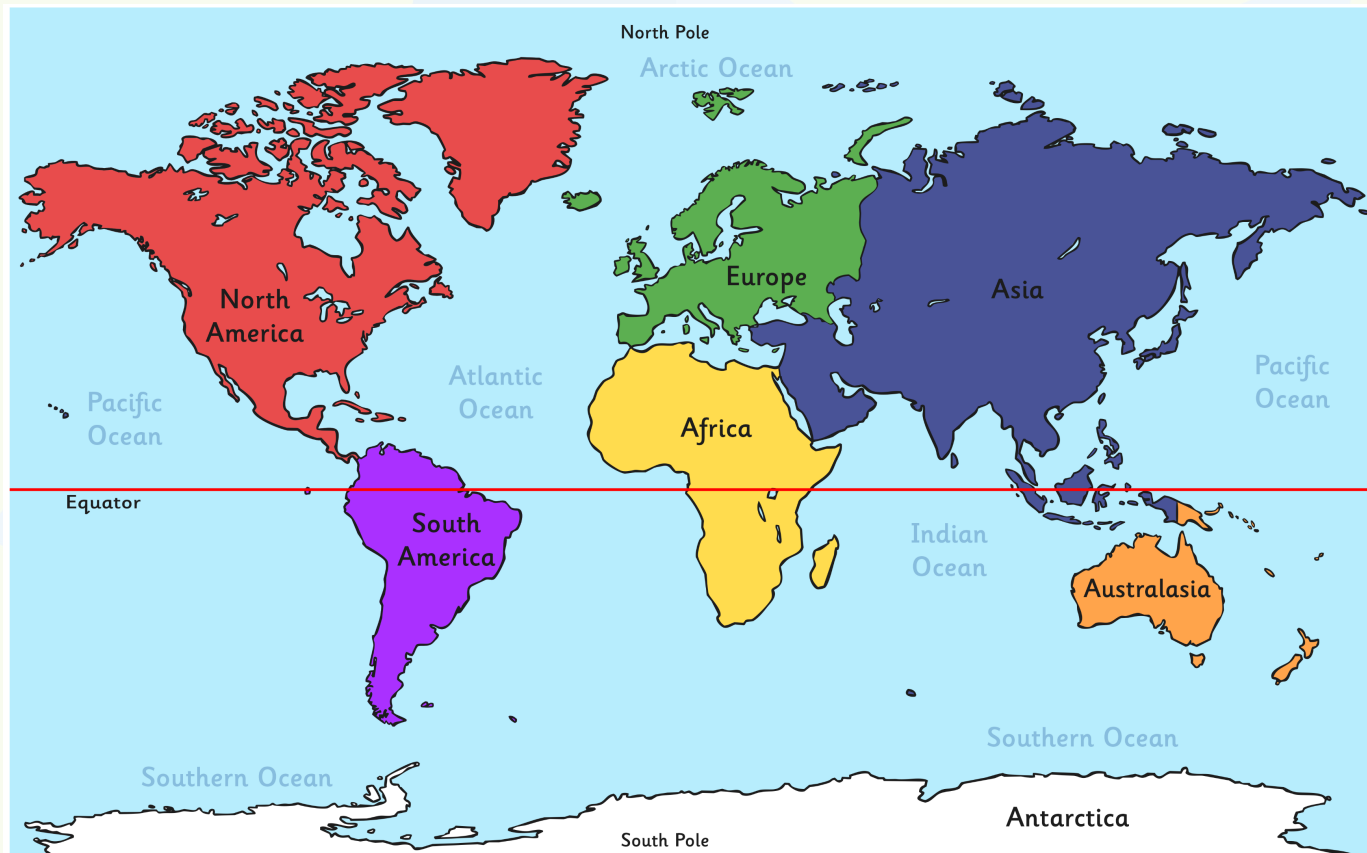 North Pole
Arctic Ocean
North
America
Europe
Asia
Atlantic
Ocean
Pacific
Ocean
Pacific
Ocean
Africa
Equator
South
America
Indian
Ocean
Australasia
Southern Ocean
Southern Ocean
Antarctica
South Pole